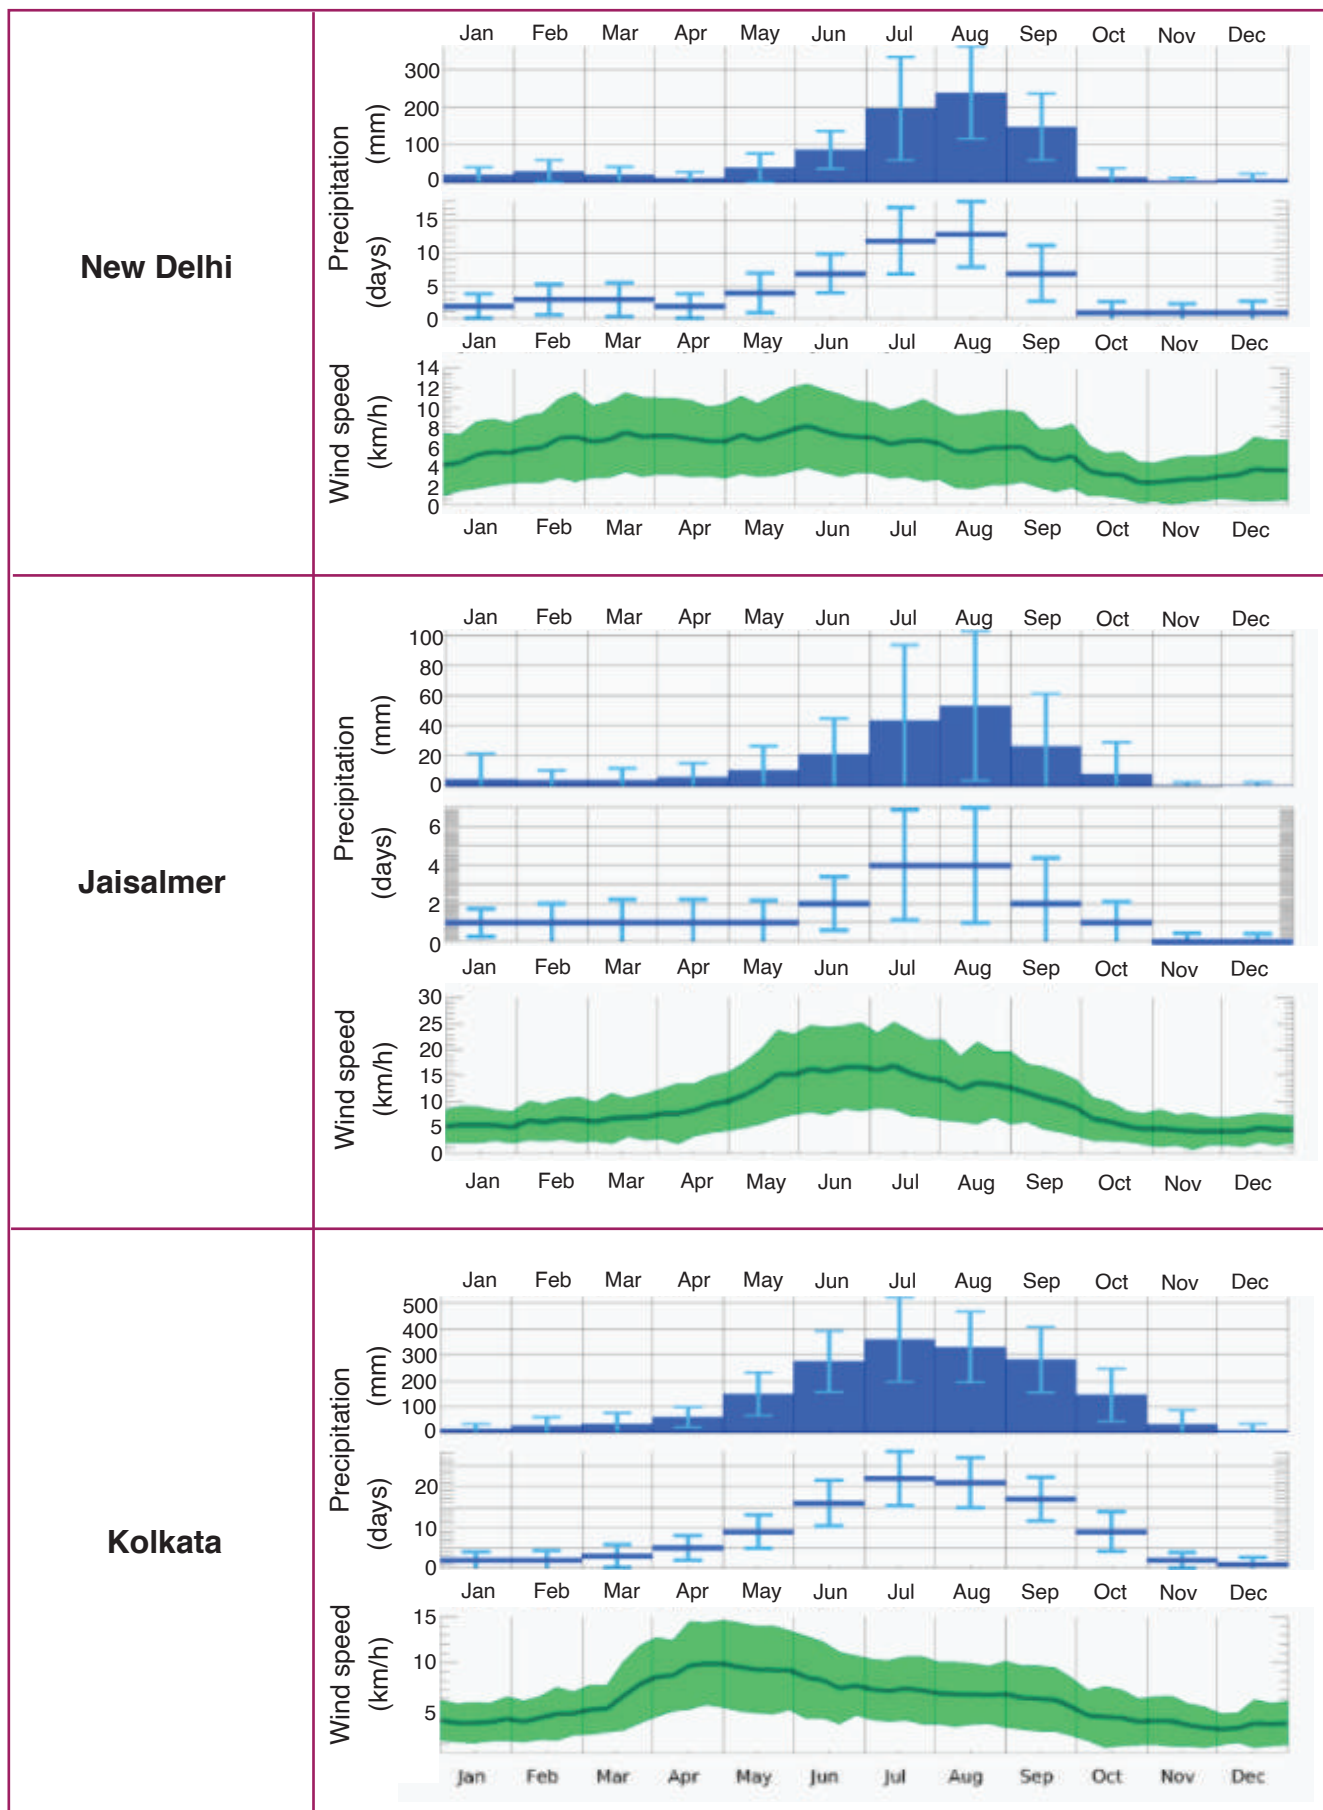 New Delhi
Jan Feb Mar Apr May Jun Jul Aug Sep Oct Nov Dec
Precipitation
(mm)
300
200
100
0
(days)
15
10
5
0
Jan Feb Mar Apr May Jun Jul Aug Sep Oct Nov Dec
Wind speed
(km/h)
14
12
10
8
6
4
2
0
Jan Feb Mar Apr May Jun Jul Aug Sep Oct Nov Dec
Jaisalmer
Jan Feb Mar Apr May Jun Jul Aug Sep Oct Nov Dec
Precipitation
(mm)
100
80
60
40
20
0
(days)
6
4
2
0
Jan Feb Mar Apr May Jun Jul Aug Sep Oct Nov Dec
Wind speed
(km/h)
30
25
20
15
10
5
0
Jan Feb Mar Apr May Jun Jul Aug Sep Oct Nov Dec
Kolkata
Jan Feb Mar Apr May Jun Jul Aug Sep Oct Nov Dec
Precipitation
(mm)
500
400
300
200
100
0
(days)
20
10
0
Jan Feb Mar Apr May Jun Jul Aug Sep Oct Nov Dec
Wind speed
(km/h)
15
10
5
Jan Feb Mar Apr May Jun Jul Aug Sep Oct Nov Dec